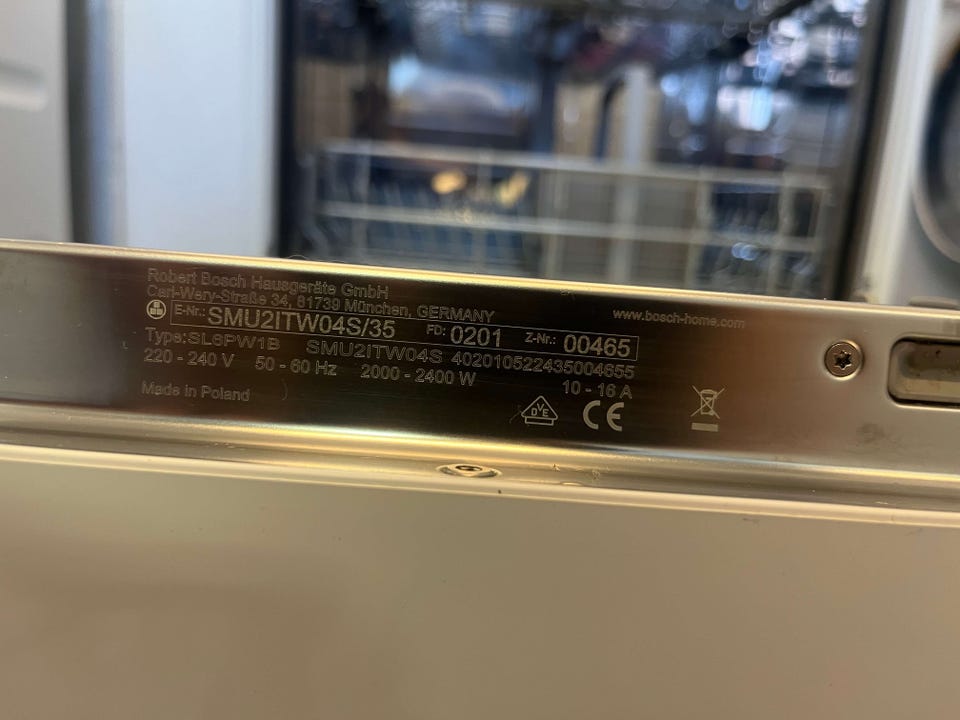 Robert Bosch Hausgeräte GmbH
Carl-Wery-Straße 34, 81739 München, GERMANY
www.bosch-home.com
E-Nr.: SMU2ITW04S/35 FD: 0201 Z-Nr.: 00465
Type: SL6PW1B SMU2ITW04S 402010522435004655
220 - 240 V 50 - 60 Hz 2000 - 2400 W 10 - 16 A
Made in Poland
DVE CE